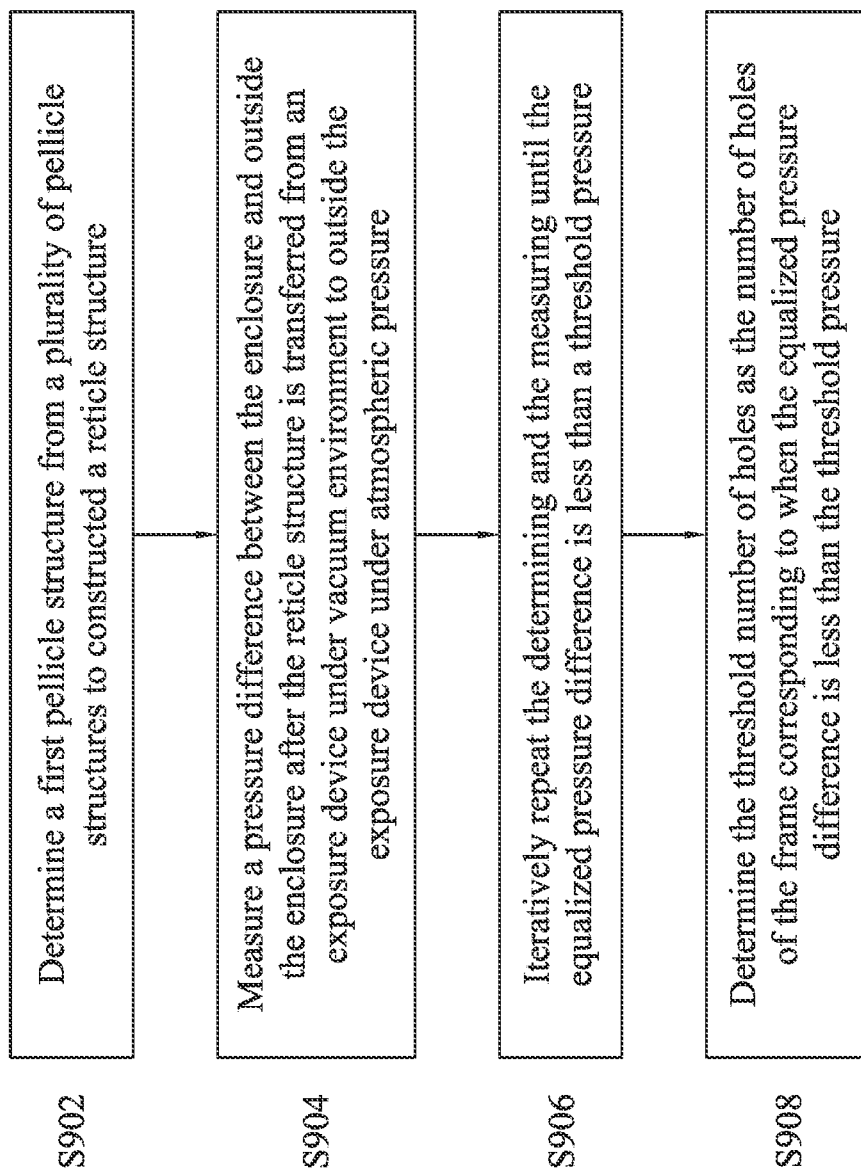 S902
Determine a first pellicle structure from a plurality of pellicle
structures to constructed a reticle structure
S904
Measure a pressure difference between the enclosure and outside
the enclosure after the reticle structure is transferred from an
exposure device under vacuum environment to outside the
exposure device under atmospheric pressure
S906
Iteratively repeat the determining and the measuring until the
equalized pressure difference is less than a threshold pressure
S908
Determine the threshold number of holes as the number of holes
of the frame corresponding to when the equalized pressure
difference is less than the threshold pressure